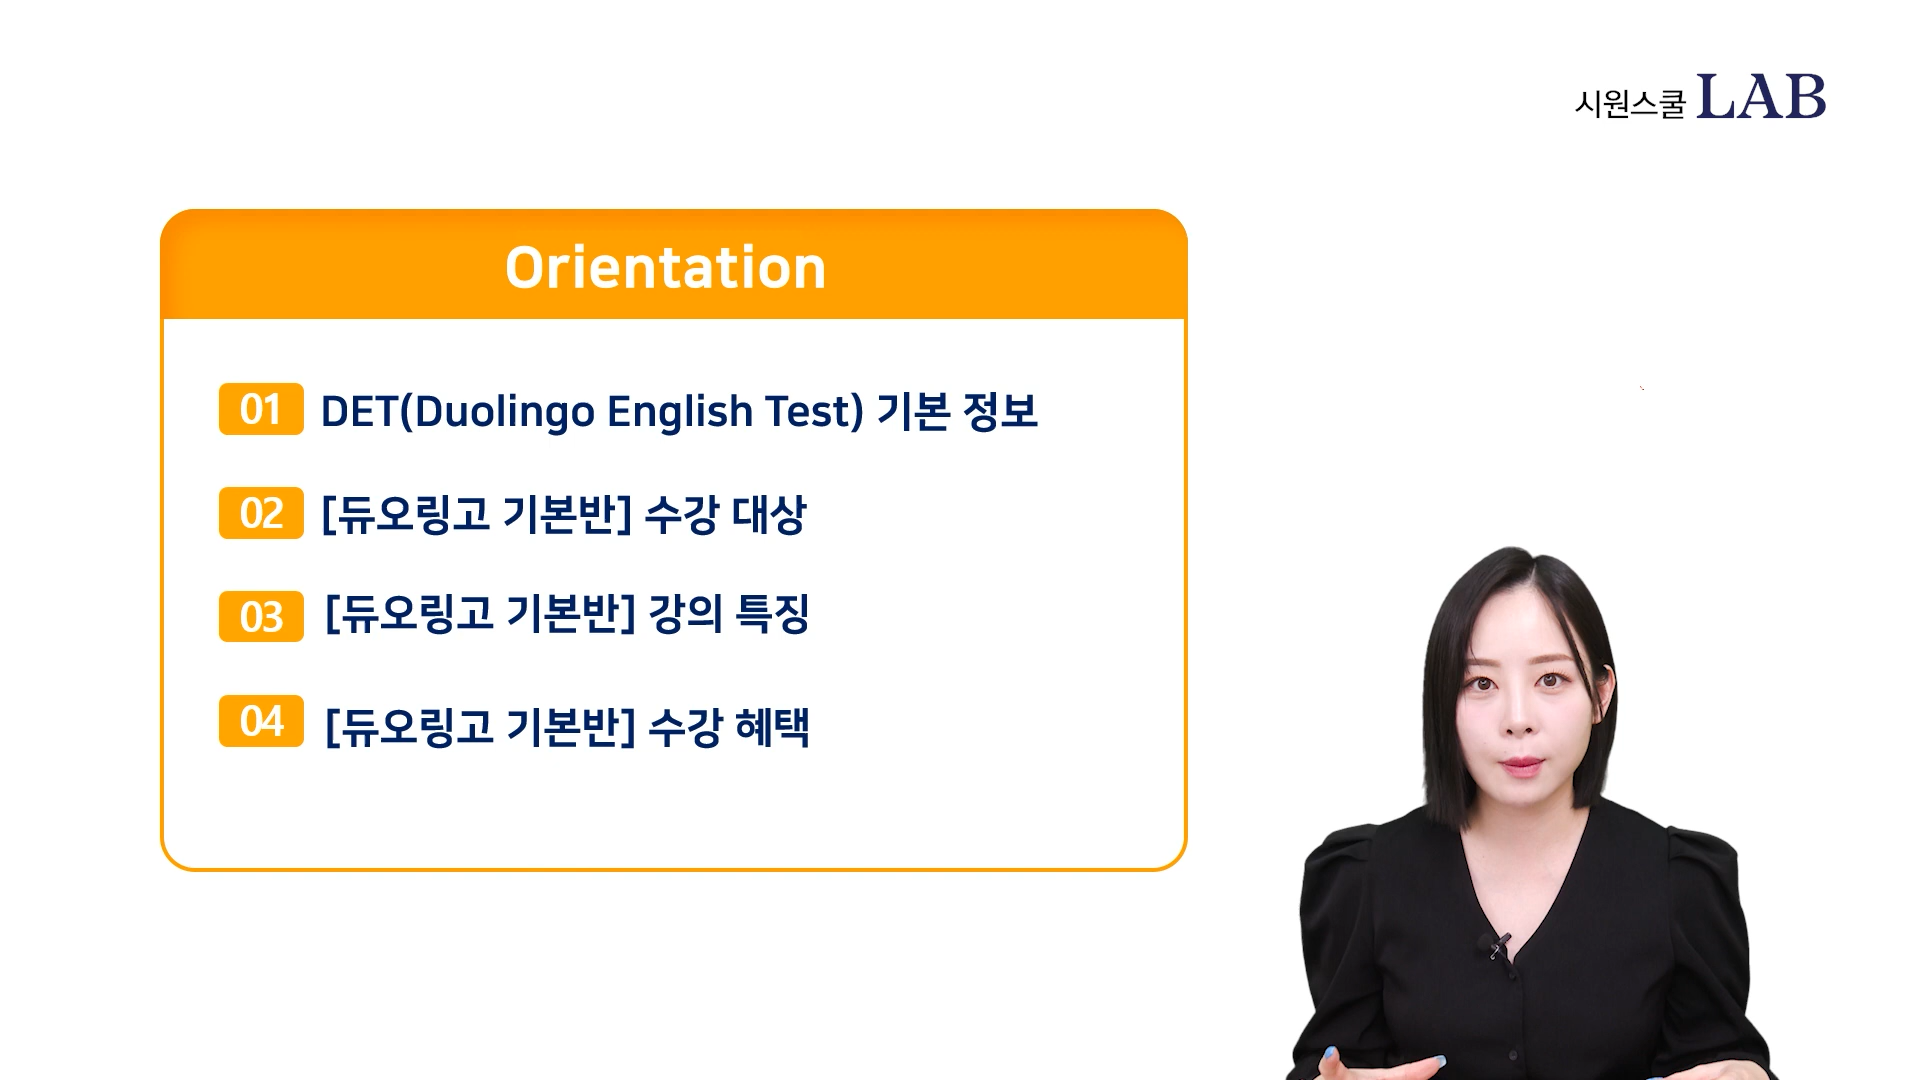 시원스쿨 LAB
Orientation
01 DET(Duolingo English Test) 기본 정보
02 [듀오링고 기본반] 수강 대상
03 [듀오링고 기본반] 강의 특징
04 [듀오링고 기본반] 수강 혜택